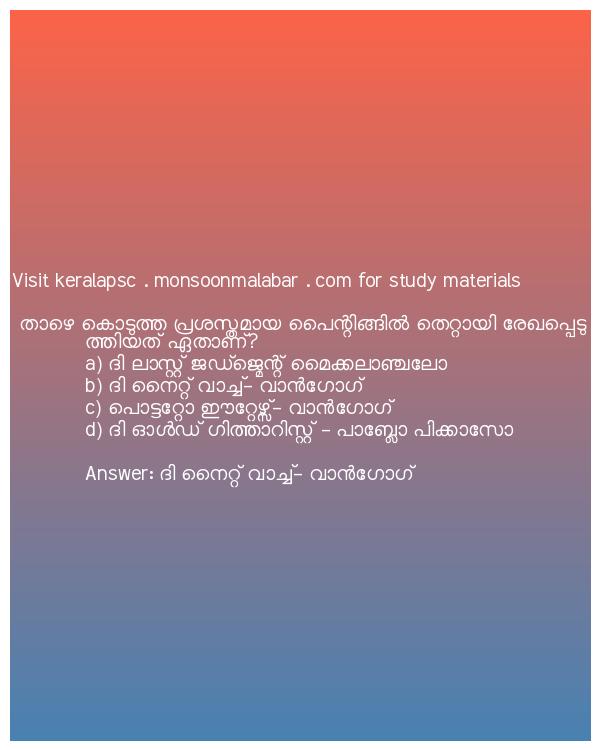 Visit keralapsc . monsoonmalabar . com for study materials
താഴെ കൊടുത്ത പ്രശസ്തമായ പൈന്റിങ്ങിൽ തെറ്റായി രേഖപ്പെടു
ത്തിയത് ഏതാണ്?
a) ദി ലാസ്റ്റ് ജഡ്ജ്മെന്റ് മൈക്കലാഞ്ചലോ
b) ദി നൈറ്റ് വാച്ച്- വാൻഗോഗ്
c) പൊട്ടറ്റോ ഈറ്റേഴ്സ്- വാൻഗോഗ്
d) ദി ഓൾഡ് ഗിത്താറിസ്റ്റ് - പാബ്ലോ പിക്കാസോ
Answer: ദി നൈറ്റ് വാച്ച്- വാൻഗോഗ്